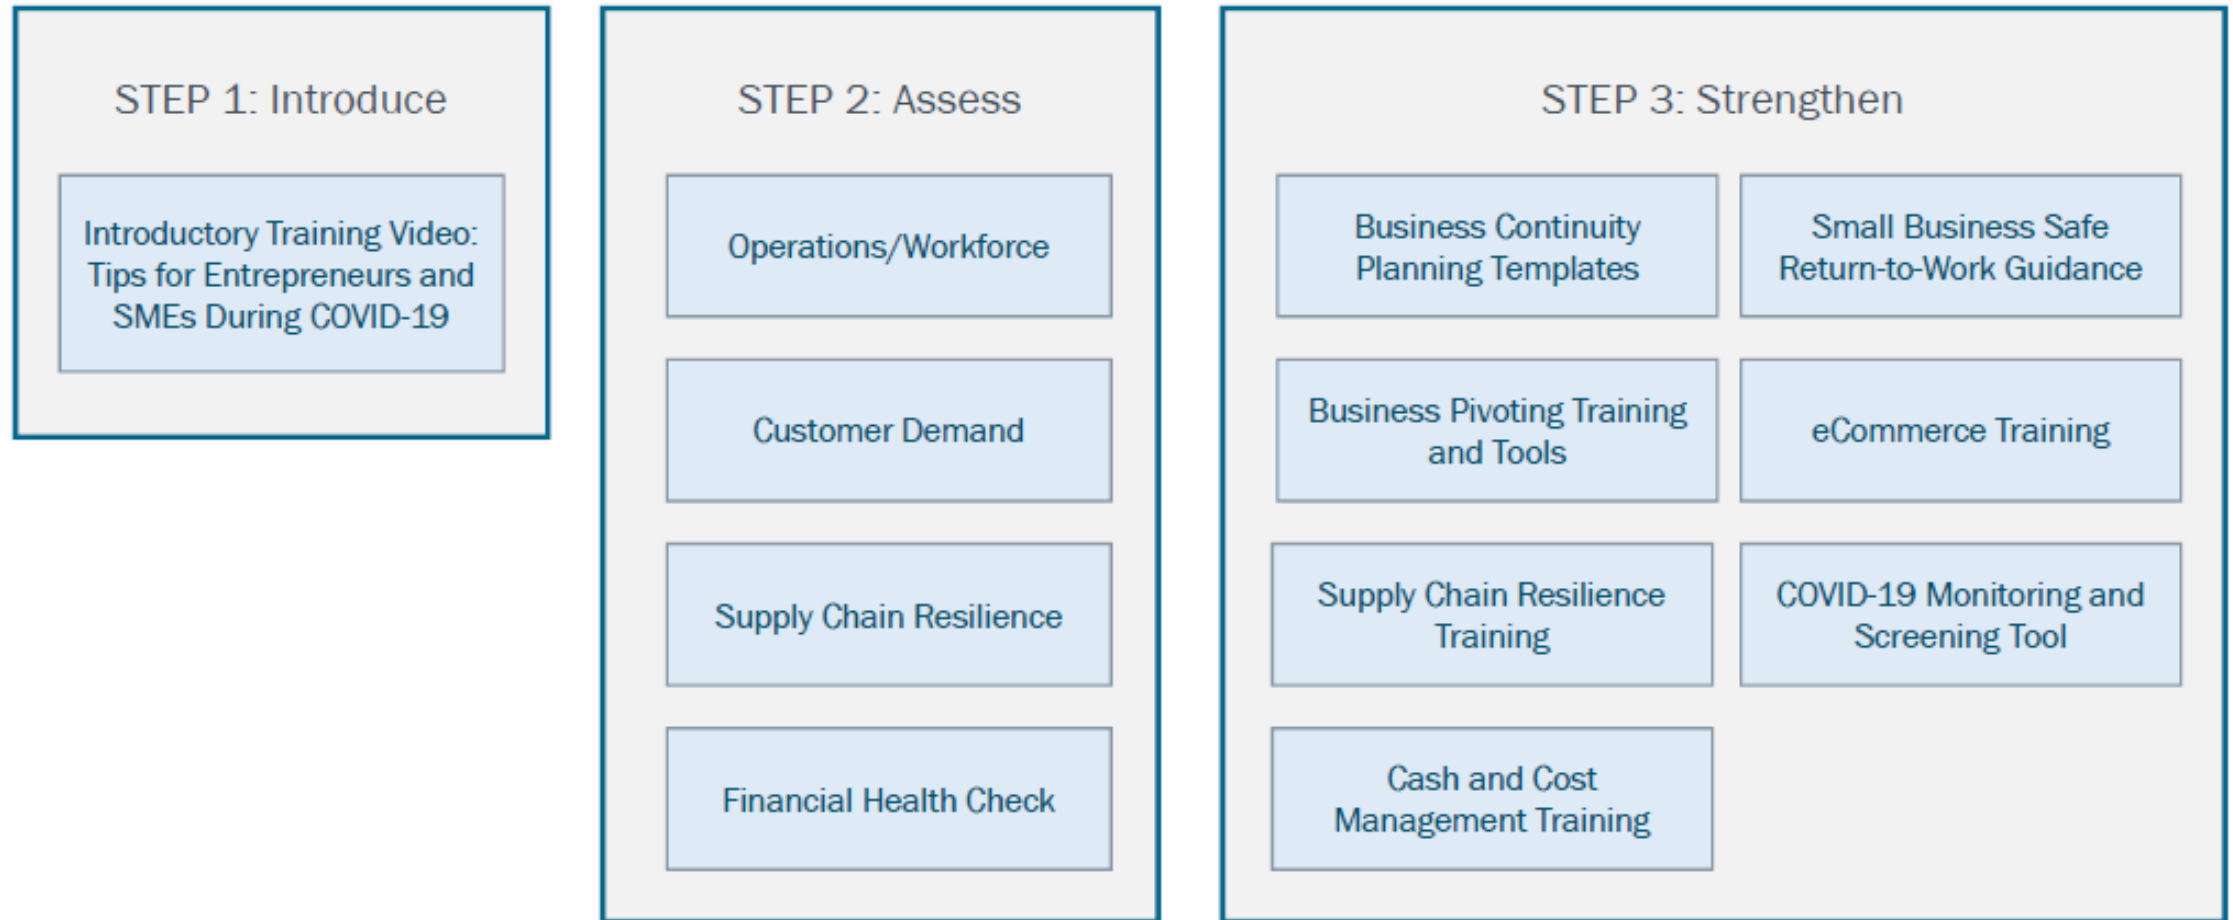 STEP 1: Introduce
Introductory Training Video:
Tips for Entrepreneurs and
SMEs During COVID-19
STEP 2: Assess
Operations/Workforce
Customer Demand
Supply Chain Resilience
Financial Health Check
STEP 3: Strengthen
Business Continuity
Planning Templates
Small Business Safe
Return-to-Work Guidance
Business Pivoting Training
and Tools
eCommerce Training
Supply Chain Resilience
Training
COVID-19 Monitoring and
Screening Tool
Cash and Cost
Management Training